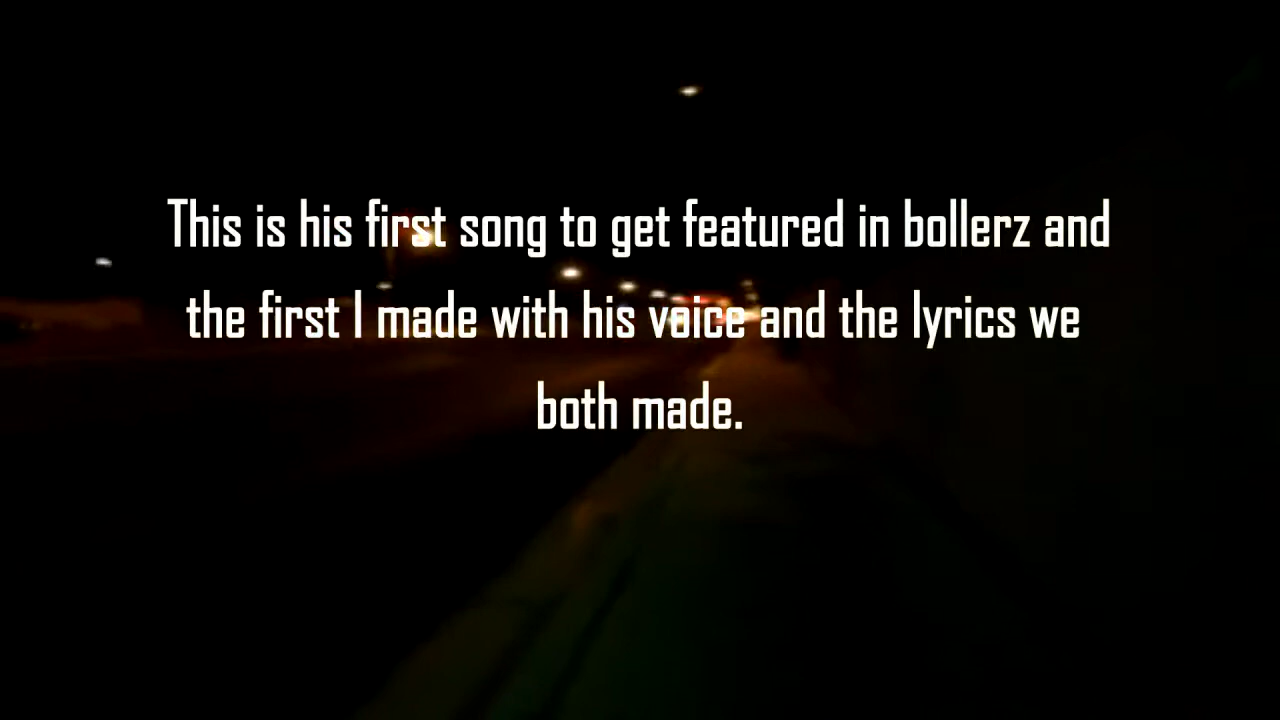 This is his first song to get featured in bollerz and
the first I made with his voice and the lyrics we
both made.